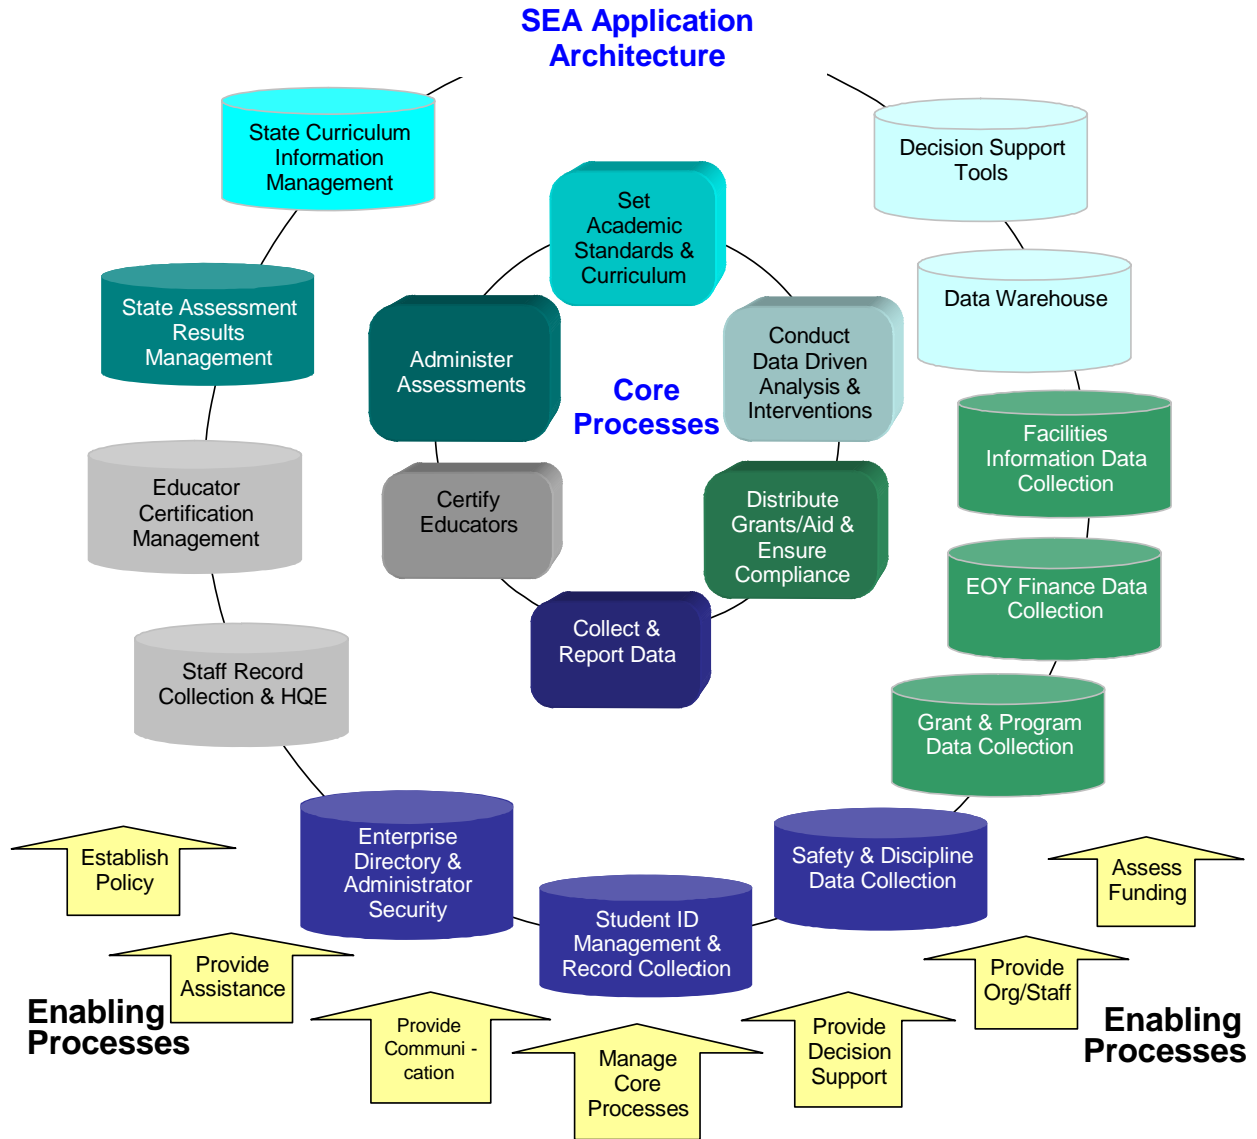 SEA Application
Architecture
State Curriculum
Information
Management
Decision Support
Tools
Set
Academic
Standards &
Curriculum
State Assessment
Results
Management
Data Warehouse
Administer
Assessments
Conduct
Data Driven
Analysis &
Interventions
Core
Processes
Facilities
Information Data
Collection
Educator
Certification
Management
Certify
Educators
Distribute
Grants/Aid &
Ensure
Compliance
EOY Finance Data
Collection
Collect &
Report Data
Staff Record
Collection & HQE
Grant & Program
Data Collection
Enterprise
Directory &
Administrator
Security
Safety & Discipline
Data Collection
Student ID
Management &
Record Collection
Establish
Policy
Assess
Funding
Provide
Assistance
Provide
Org/Staff
Enabling
Processes
Provide
Communi -
cation
Manage
Core
Processes
Provide
Decision
Support
Enabling
Processes